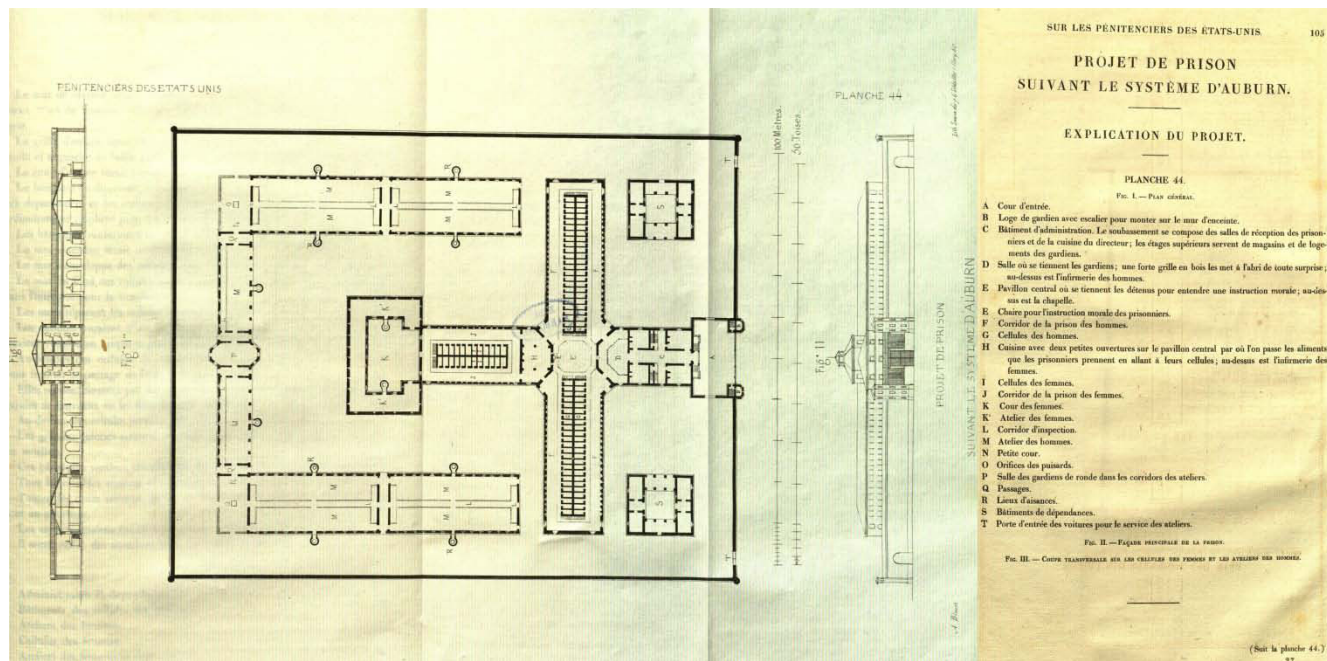 PÉNITENCIERS DES ETATS UNIS
PLANCHE 44
100 Metres.
50 Toises.
Fig. III
Fig. II
Fig. II
PROJET DE PRISON
SUIVANT LE SYSTÈME D'AUBURN
A. Blouet
SUR LES PÉNITENCIERS DES ÉTATS-UNIS. 105
PROJET DE PRISON
SUIVANT LE SYSTÈME D'AUBURN.
EXPLICATION DU PROJET.
PLANCHE 44.
Fig. I. — Plan général.
A Cour d'entrée.
B Loge de gardien avec escalier pour monter sur le mur d'enceinte.
C Bâtiment d'administration. Le soubassement se compose des salles de réception des prison-
niers et de la cuisine du directeur; les étages supérieurs servent de magasins et de loge-
ments des gardiens.
D Salle où se tiennent les gardiens; une forte grille en bois les met à l'abri de toute surprise;
au-dessus est l'infirmerie des hommes.
E Pavillon central où se tiennent les détenus pour entendre une instruction morale; au-des-
sus est la chapelle.
E Chaire pour l'instruction morale des prisonniers.
F Corridor de la prison des hommes.
G Cellules des hommes.
H Cuisine avec deux petites ouvertures sur le pavillon central par où l'on passe les aliments
que les prisonniers prennent en allant à leurs cellules; au-dessus est l'infirmerie des
femmes.
I Cellules des femmes.
J Corridor de la prison des femmes.
K Cour des femmes.
K' Atelier des femmes.
L Corridor d'inspection.
M Atelier des hommes.
N Petite cour.
O Orifices des puisards.
P Salle des gardiens de ronde dans les corridors des ateliers.
Q Passages.
R Lieux d'aisances.
S Bâtiments de dépendances.
T Porte d'entrée des voitures pour le service des ateliers.
Fig. II. — Façade principale de la prison.
Fig. III. — Coupe transversale sur les cellules des femmes et les ateliers des hommes.
(Suit la planche 44.)